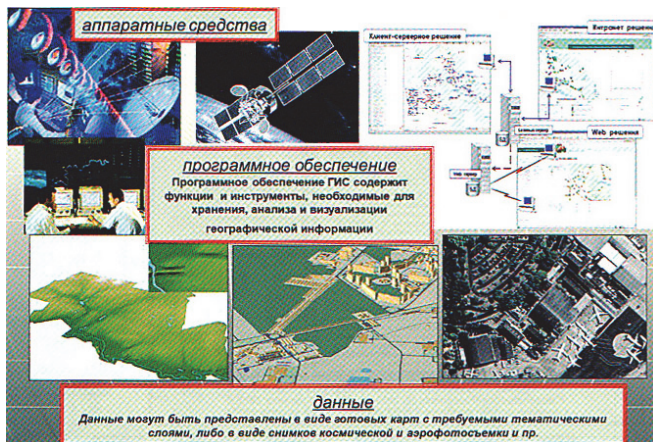 аппаратные средства
Клиент-серверное решение
Интранет решения
Web решения
программное обеспечение
Программное обеспечение ГИС содержит
функции и инструменты, необходимые для
хранения, анализа и визуализации
географической информации
данные
Данные могут быть представлены в виде готовых карт с требуемыми тематическими
слоями, либо в виде снимков космической и аэрофотосъемки и пр.